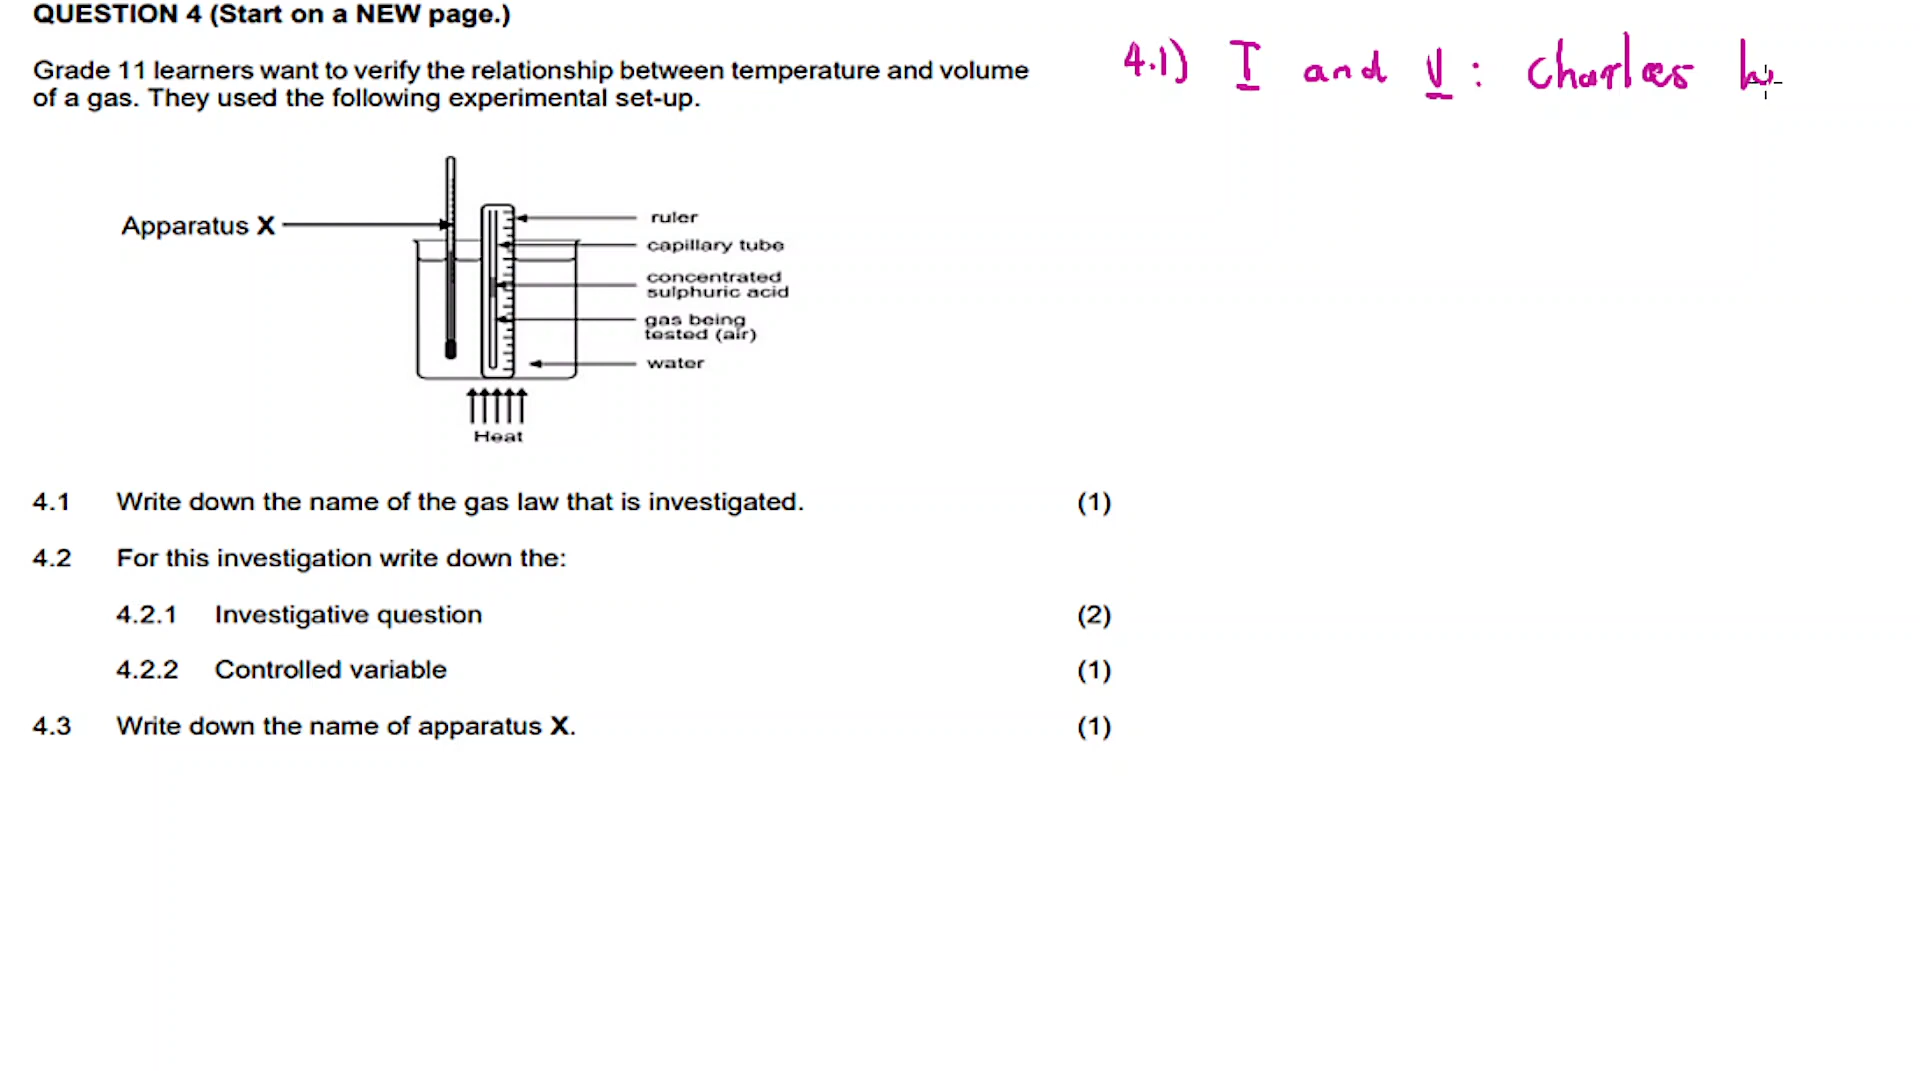 QUESTION 4 (Start on a NEW page.)
Grade 11 learners want to verify the relationship between temperature and volume
of a gas. They used the following experimental set-up.
4.1) T and V : Charles
Apparatus X
ruler
capillary tube
concentrated
sulphuric acid
gas being
tested (air)
water
Heat
4.1 Write down the name of the gas law that is investigated. (1)
4.2 For this investigation write down the:
4.2.1 Investigative question (2)
4.2.2 Controlled variable (1)
4.3 Write down the name of apparatus X. (1)